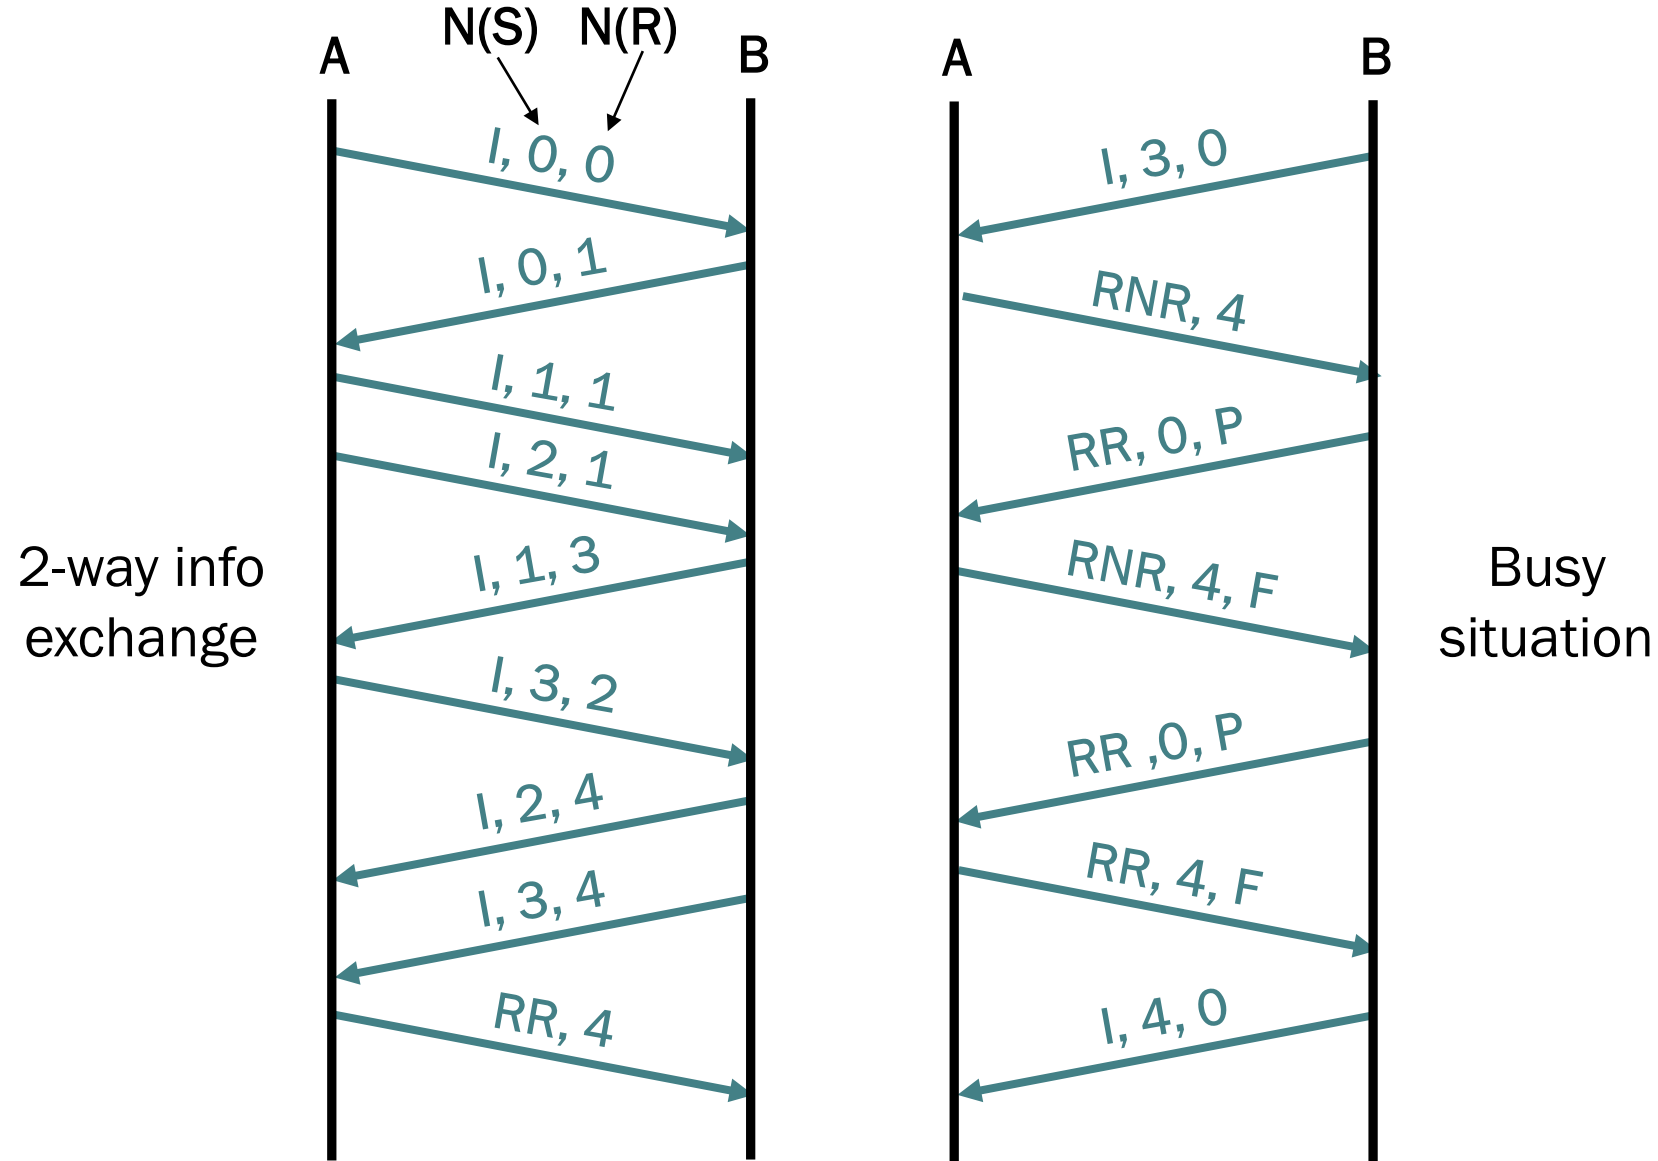 N(S) N(R)
A B
I, 0, 0
I, 0, 1
I, 1, 1
I, 2, 1
I, 1, 3
I, 3, 2
I, 2, 4
I, 3, 4
RR, 4
2-way info
exchange
A B
I, 3, 0
RNR, 4
RR, 0, P
RNR, 4, F
RR ,0, P
RR, 4, F
I, 4, 0
Busy
situation